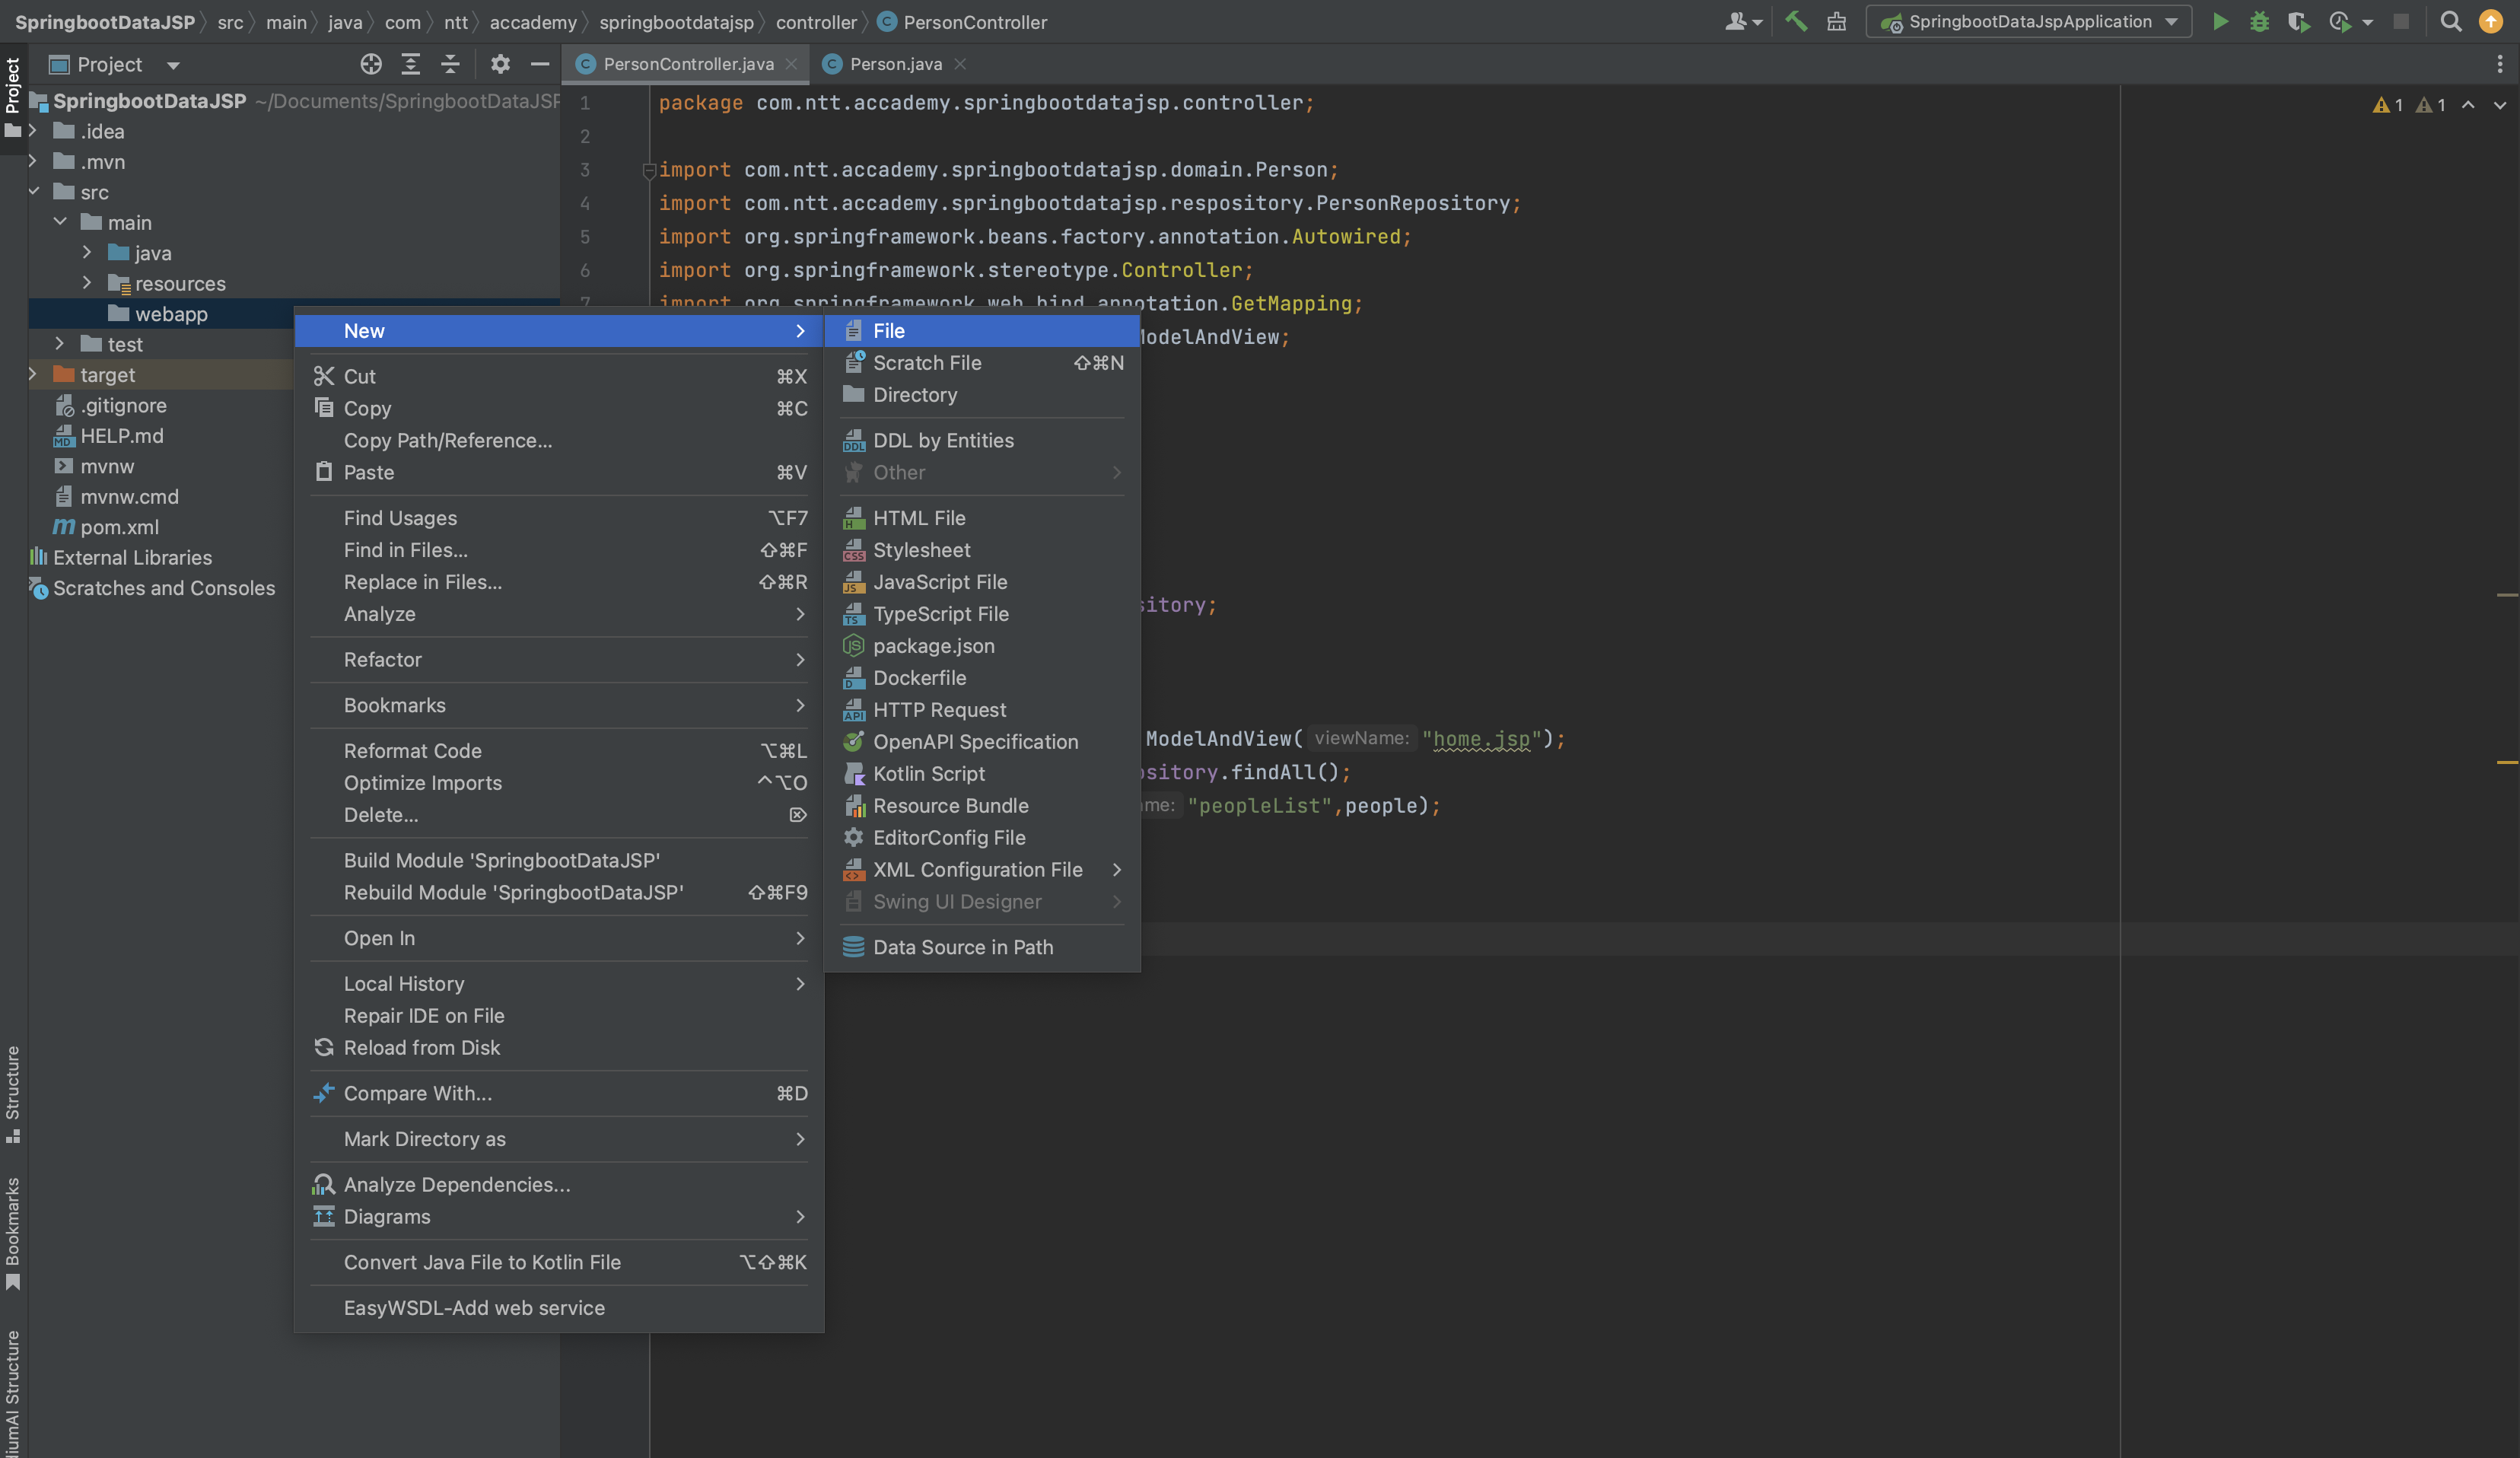 SpringbootDataJSP src main java com ntt accademy springbootdatajsp controller PersonController
SpringbootDataJspApplication
Project
Project
PersonController.java
Person.java
SpringbootDataJSP ~/Documents/SpringbootDataJSP
.idea
.mvn
src
main
java
resources
webapp
test
target
.gitignore
HELP.md
mvnw
mvnw.cmd
pom.xml
External Libraries
Scratches and Consoles
Structure
Bookmarks
New
Cut ⌘X
Copy ⌘C
Copy Path/Reference...
Paste ⌘V
Find Usages ⌥F7
Find in Files... ⇧⌘F
Replace in Files... ⇧⌘R
Analyze
Refactor
Bookmarks
Reformat Code ⌥⌘L
Optimize Imports ^⌥O
Delete... ⌦
Build Module 'SpringbootDataJSP'
Rebuild Module 'SpringbootDataJSP' ⇧⌘F9
Open In
Local History
Repair IDE on File
Reload from Disk
Compare With... ⌘D
Mark Directory as
Analyze Dependencies...
Diagrams
Convert Java File to Kotlin File ⌥⇧⌘K
EasyWSDL-Add web service
File
Scratch File ⇧⌘N
Directory
DDL by Entities
Other
HTML File
Stylesheet
JavaScript File
TypeScript File
package.json
Dockerfile
HTTP Request
OpenAPI Specification
Kotlin Script
Resource Bundle
EditorConfig File
XML Configuration File
Swing UI Designer
Data Source in Path
1 package com.ntt.accademy.springbootdatajsp.controller;
2
3 import com.ntt.accademy.springbootdatajsp.domain.Person;
4 import com.ntt.accademy.springbootdatajsp.respository.PersonRepository;
5 import org.springframework.beans.factory.annotation.Autowired;
6 import org.springframework.stereotype.Controller;
7 import org.springframework.web.bind.annotation.GetMapping;
ModelAndView;
sitory;
ModelAndView( viewName: "home.jsp");
ository.findAll();
me: "peopleList",people);
1 1